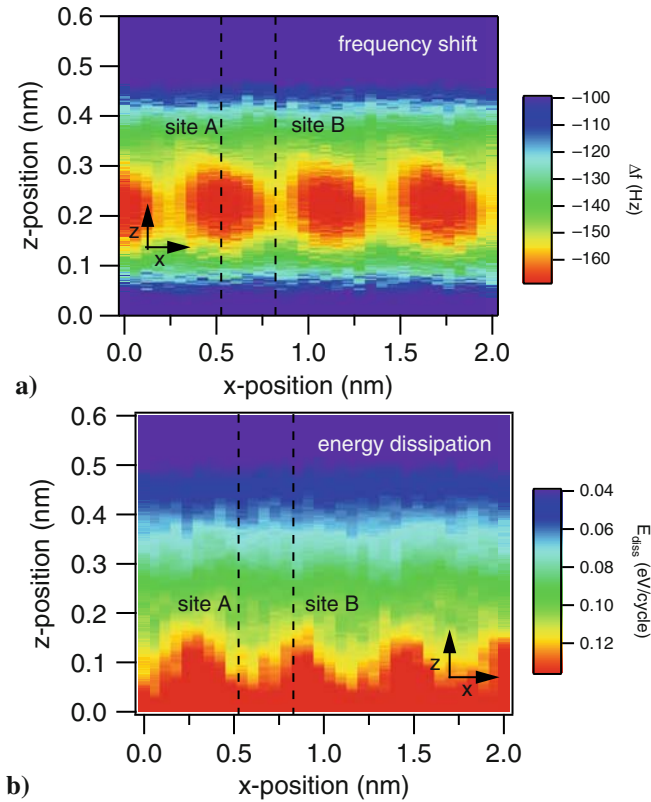 0.6
0.5
0.4
0.3
0.2
0.1
0.0
z-position (nm)
frequency shift
site A
site B
z
x
0.0
0.5
1.0
1.5
2.0
x-position (nm)
−100
−110
−120
−130
−140
−150
−160
Δf (Hz)
a)
0.6
0.5
0.4
0.3
0.2
0.1
0.0
z-position (nm)
energy dissipation
site A
site B
z
x
0.0
0.5
1.0
1.5
2.0
x-position (nm)
0.04
0.06
0.08
0.10
0.12
E_diss (eV/cycle)
b)